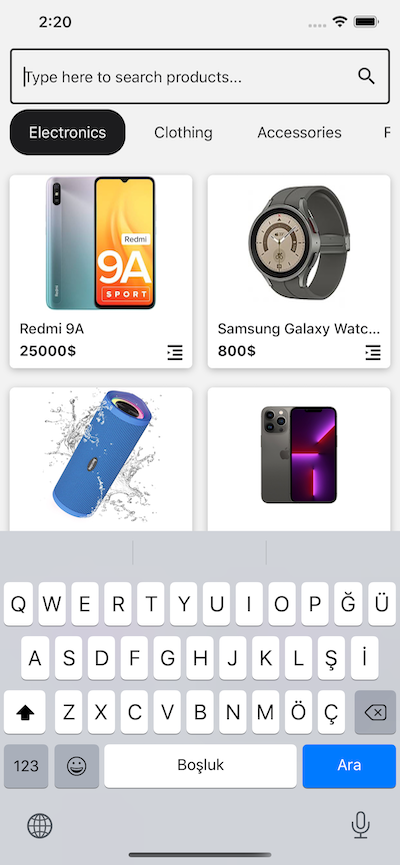 2:20
Type here to search products...
Electronics Clothing Accessories F
Redmi
9A
SPORT
Redmi
Redmi 9A
25000$
Samsung Galaxy Watc...
800$
Q W E R T Y U I O P Ğ Ü
A S D F G H J K L Ş İ
Z X C V B N M Ö Ç
123 Boşluk Ara